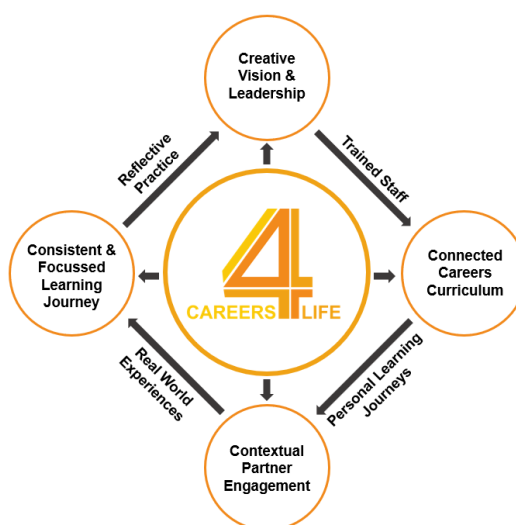 Creative
Vision &
Leadership
Reflective
Practice
Trained Staff
Consistent &
Focussed
Learning
Journey
4
CAREERS LIFE
Connected
Careers
Curriculum
Real World
Experiences
Personal Learning
Journeys
Contextual
Partner
Engagement